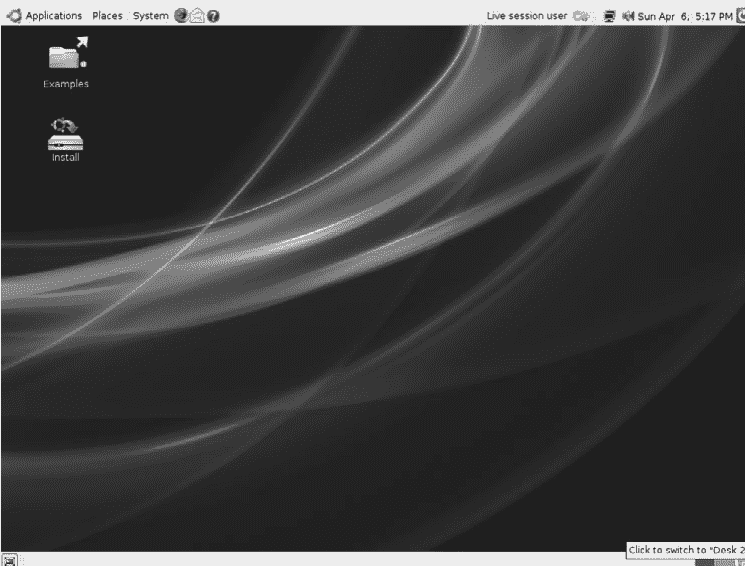 Applications Places System Live session user Sun Apr 6, 5:17 PM
Examples
Install
Click to switch to "Desk 2